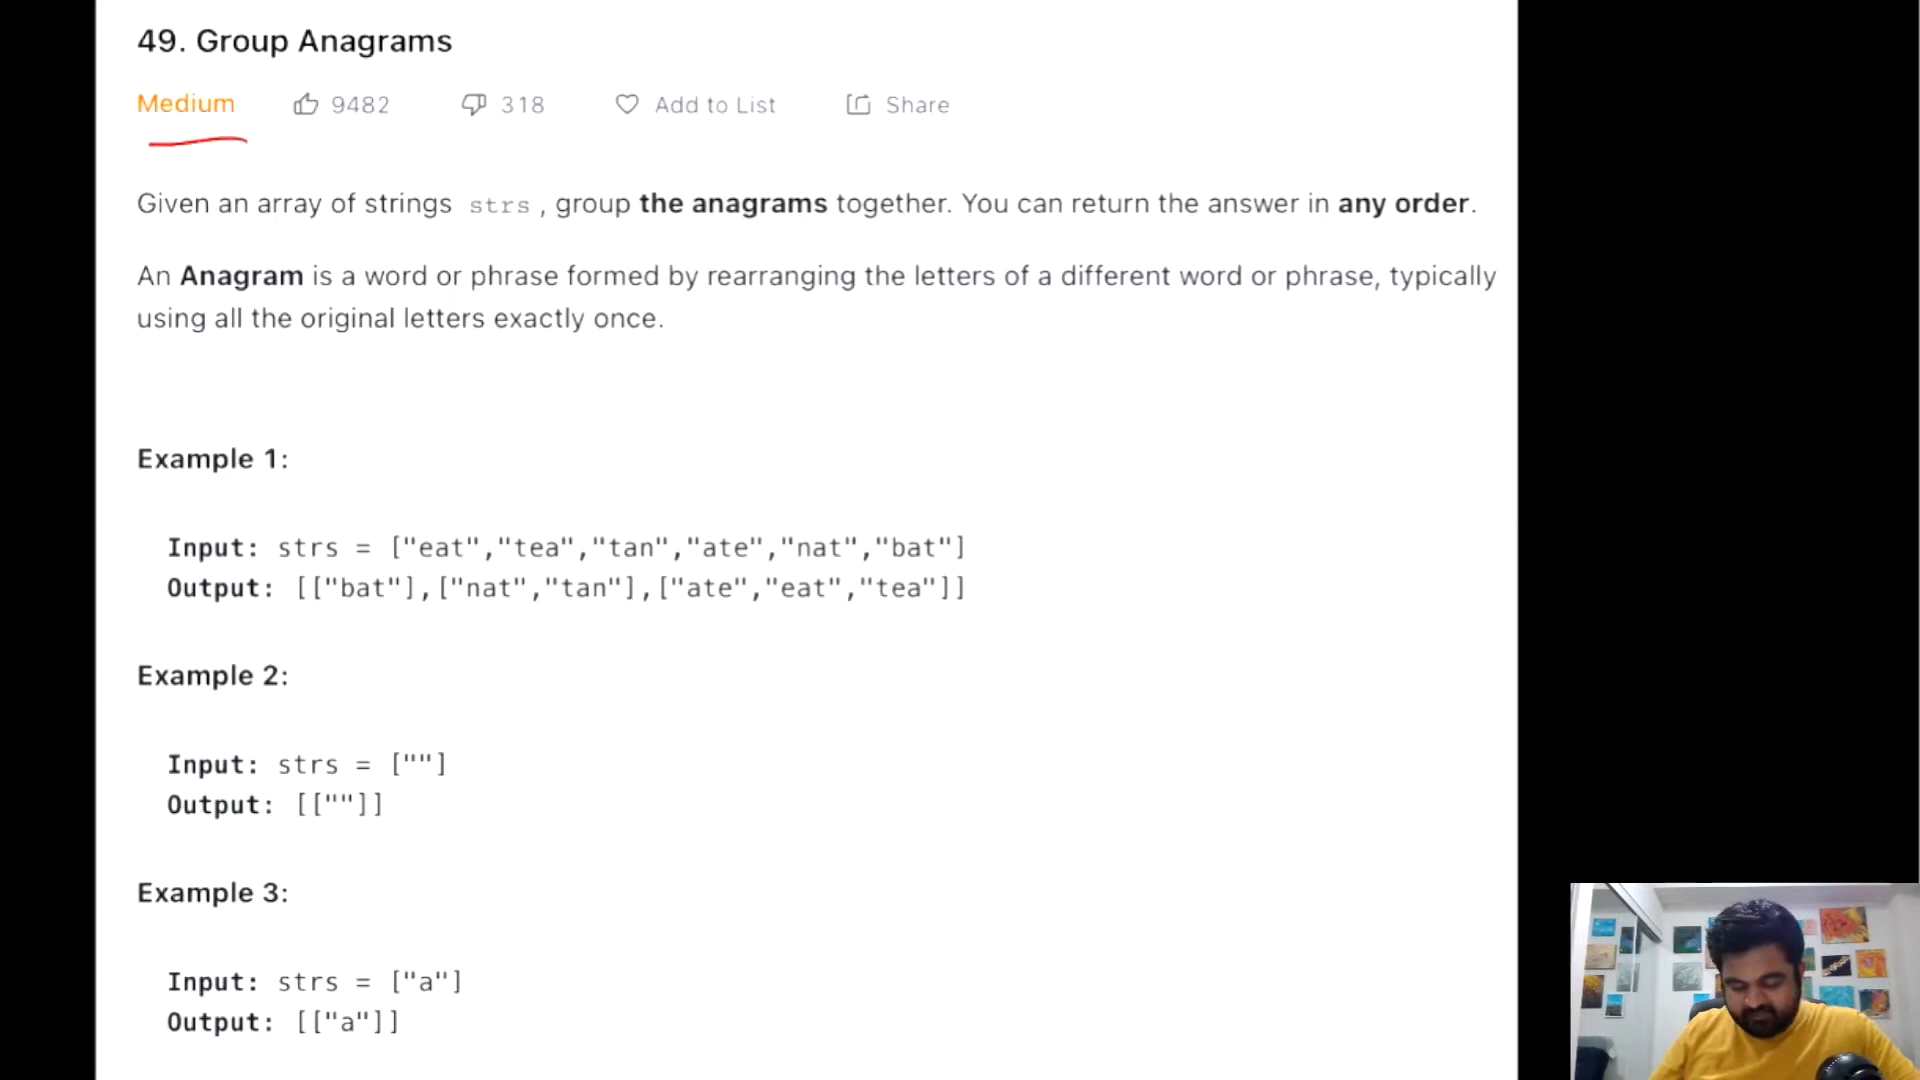 49. Group Anagrams
Medium 9482 318 Add to List Share
Given an array of strings strs , group the anagrams together. You can return the answer in any order.
An Anagram is a word or phrase formed by rearranging the letters of a different word or phrase, typically
using all the original letters exactly once.
Example 1:
Input: strs = ["eat","tea","tan","ate","nat","bat"]
Output: [["bat"],["nat","tan"],["ate","eat","tea"]]
Example 2:
Input: strs = [""]
Output: [[""]]
Example 3:
Input: strs = ["a"]
Output: [["a"]]